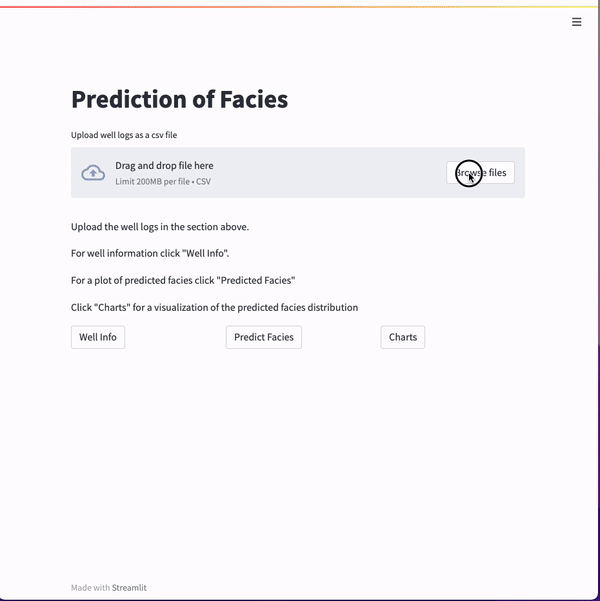 Prediction of Facies
Upload well logs as a csv file
Drag and drop file here
Limit 200MB per file • CSV
Browse files
Upload the well logs in the section above.
For well information click "Well Info".
For a plot of predicted facies click "Predicted Facies"
Click "Charts" for a visualization of the predicted facies distribution
Well Info
Predict Facies
Charts
Made with Streamlit